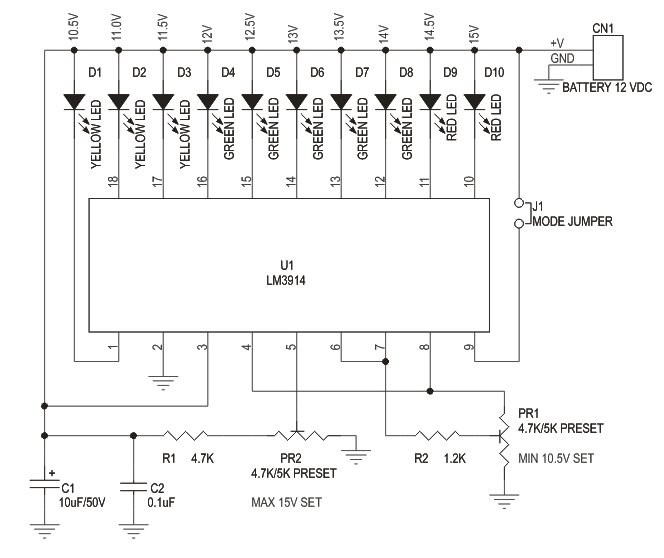 10.5V 11.0V 11.5V 12V 12.5V 13V 13.5V 14V 14.5V 15V
CN1
+V
GND
BATTERY 12 VDC
D1 D2 D3 D4 D5 D6 D7 D8 D9 D10
YELLOW LED YELLOW LED YELLOW LED GREEN LED GREEN LED GREEN LED GREEN LED GREEN LED RED LED RED LED
18 17 16 15 14 13 12 11 10
J1
MODE JUMPER
U1
LM3914
1 2 3 4 5 6 7 8 9
PR1
4.7K/5K PRESET
MIN 10.5V SET
R1 4.7K
PR2
4.7K/5K PRESET
MAX 15V SET
R2 1.2K
+
C1
10uF/50V
C2
0.1uF